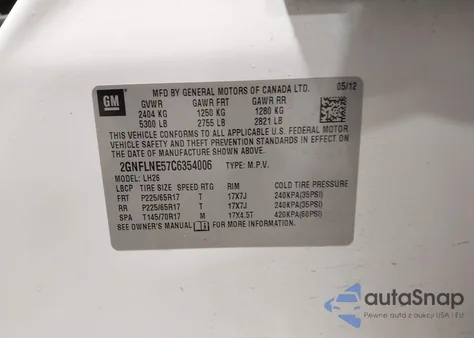 GM
MFD BY GENERAL MOTORS OF CANADA LTD. 05/12
GVWR GAWR FRT GAWR RR
2404 KG 1250 KG 1280 KG
5300 LB 2755 LB 2821 LB
THIS VEHICLE CONFORMS TO ALL APPLICABLE U.S. FEDERAL MOTOR
VEHICLE SAFETY AND THEFT PREVENTION STANDARDS IN EFFECT ON
THE DATE OF MANUFACTURE SHOWN ABOVE.
2GNFLNE57C6354006 TYPE: M.P.V.
MODEL: LH26
LBCP TIRE SIZE SPEED RTG RIM COLD TIRE PRESSURE
FRT P225/65R17 T 17X7J 240KPA(35PSI)
RR P225/65R17 T 17X7J 240KPA(35PSI)
SPA T145/70R17 M 17X4.5T 420KPA(60PSI)
SEE OWNER'S MANUAL FOR MORE INFORMATION.
autoSnap
Pewne auto z USA i EU